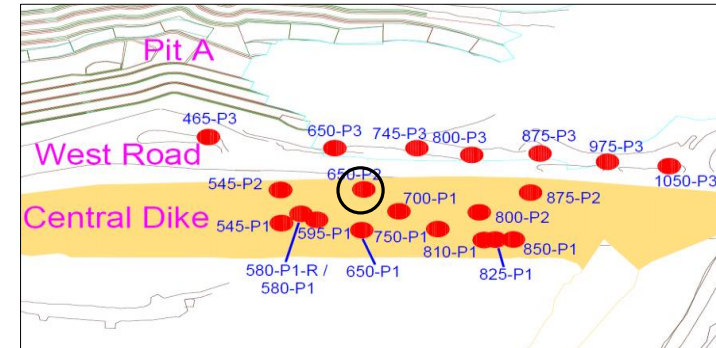 Pit A
465-P3
650-P3
745-P3
800-P3
875-P3
975-P3
1050-P3
West Road
650-P2
545-P2
700-P1
875-P2
Central Dike
545-P1
595-P1
750-P1
800-P2
810-P1
850-P1
580-P1-R /
580-P1
650-P1
825-P1